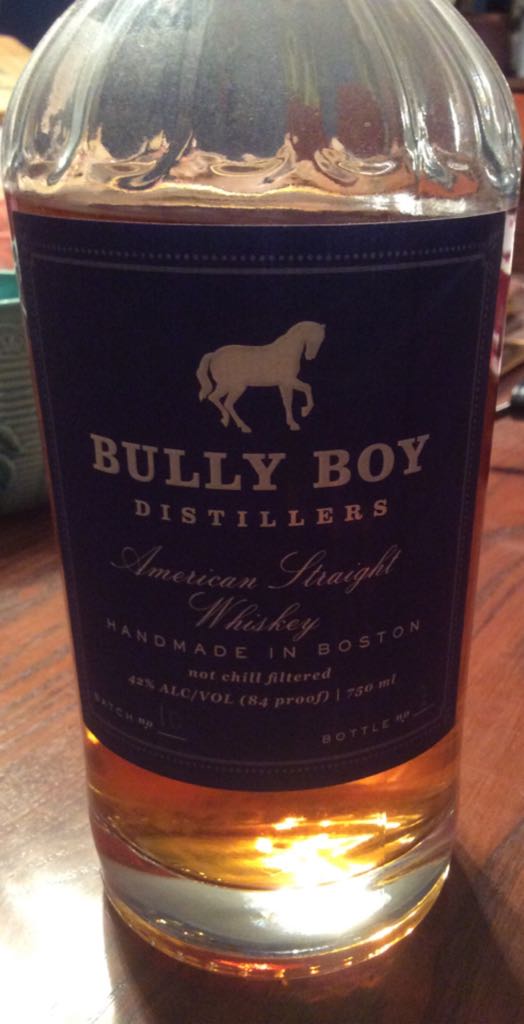 BULLY BOY
DISTILLERS
American Straight
Whiskey
HANDMADE IN BOSTON
not chill filtered
42% ALC/VOL (84 proof) | 750 ml
BATCH no
BOTTLE no